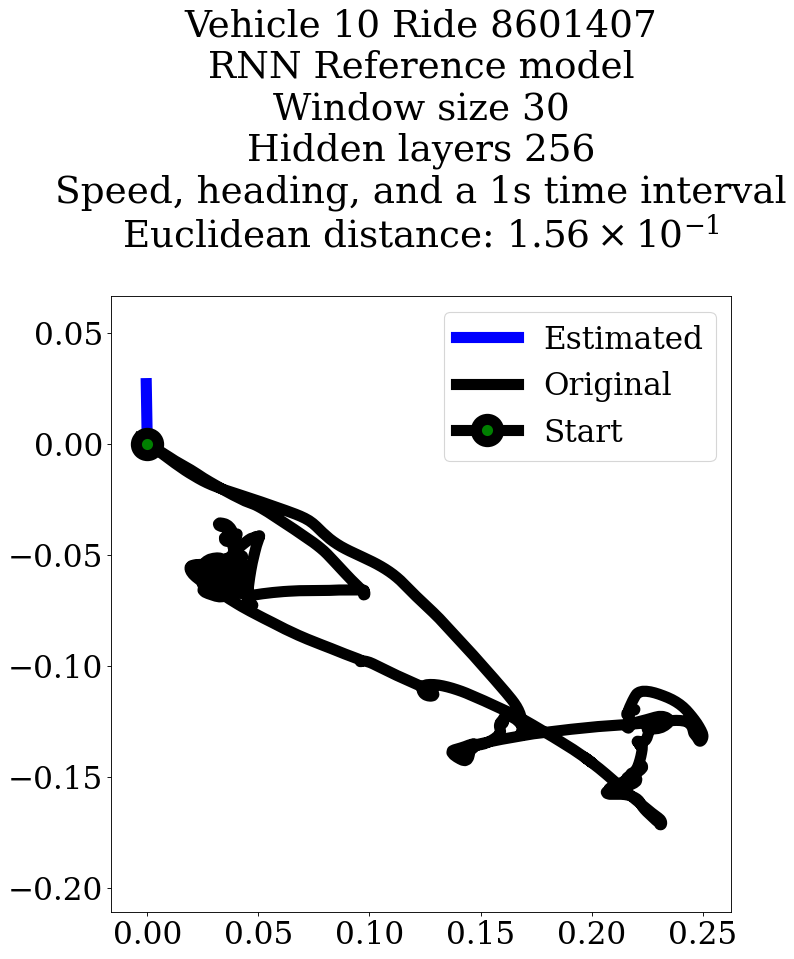 Vehicle 10 Ride 8601407
RNN Reference model
Window size 30
Hidden layers 256
Speed, heading, and a 1s time interval
Euclidean distance: 1.56 × 10⁻¹
Estimated
Original
Start
0.05
0.00
−0.05
−0.10
−0.15
−0.20
0.00 0.05 0.10 0.15 0.20 0.25